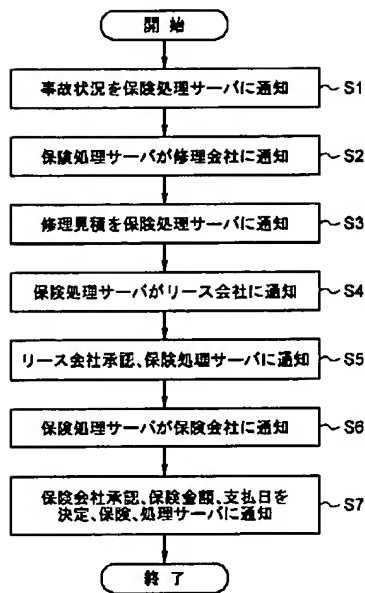 開 始
事故状況を保険処理サーバに通知 S1
保険処理サーバが修理会社に通知 S2
修理見積を保険処理サーバに通知 S3
保険処理サーバがリース会社に通知 S4
リース会社承認、保険処理サーバに通知 S5
保険処理サーバが保険会社に通知 S6
保険会社承認、保険金額、支払日を
決定、保険、処理サーバに通知 S7
終 了